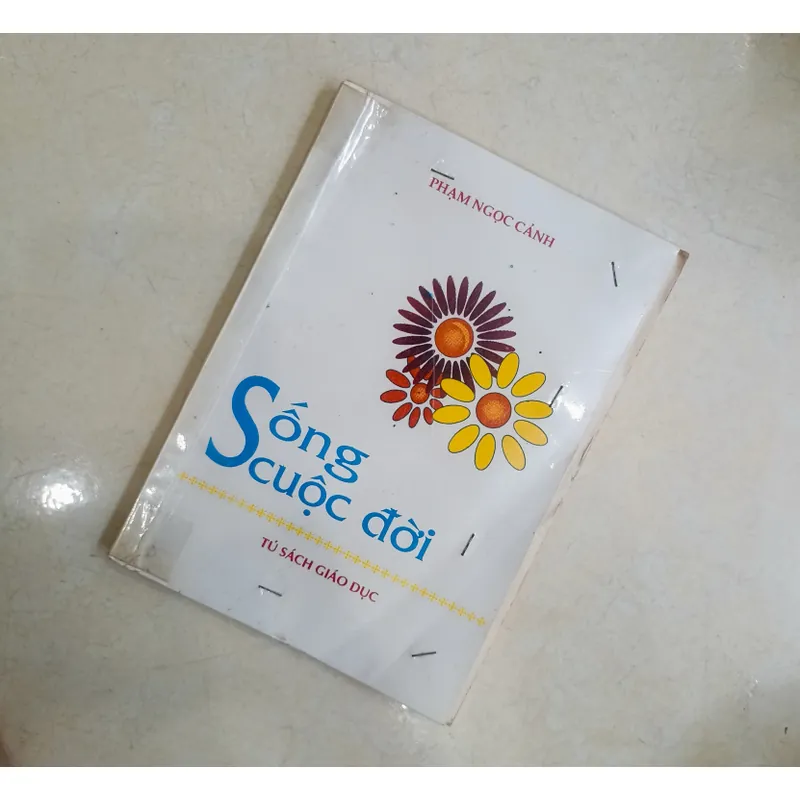 PHẠM NGỌC CẢNH
Sống
cuộc đời
TỦ SÁCH GIÁO DỤC